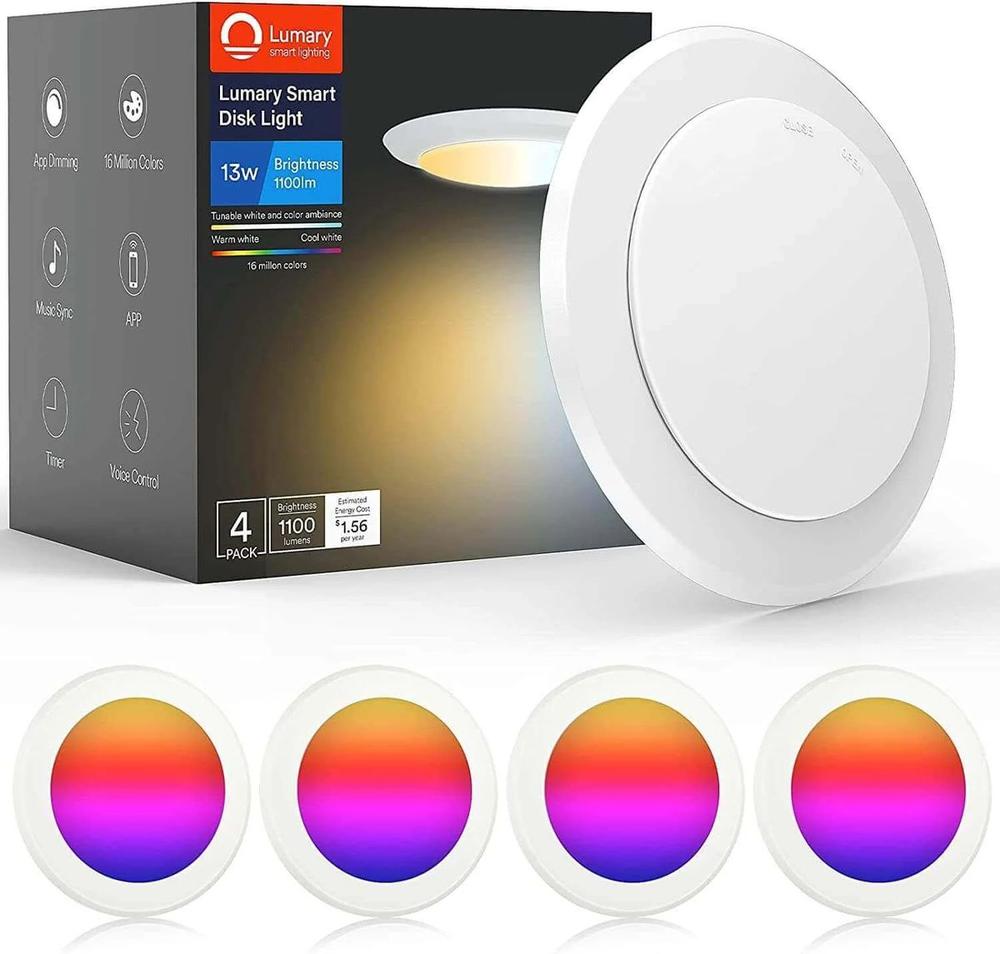 Lumary
smart lighting
Lumary Smart
Disk Light
13w
Brightness
1100lm
Tunable white and color ambiance
Warm white
Cool white
16 millon colors
App Dimming
16 Million Colors
Music Sync
APP
Timer
Voice Control
4
PACK
Brightness
1100
lumens
Estimated
Energy Cost
$1.56
per year
CLOSE
OPEN